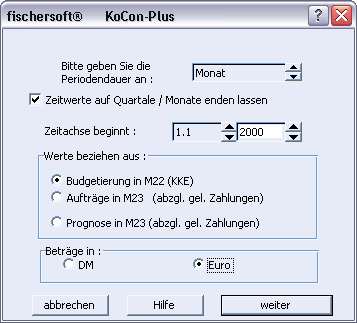 fischersoft® KoCon-Plus
Bitte geben Sie die
Periodendauer an : Monat
Zeitwerte auf Quartale / Monate enden lassen
Zeitachse beginnt : 1.1 2000
Werte beziehen aus :
Budgetierung in M22 (KKE)
Aufträge in M23 (abzgl. gel. Zahlungen)
Prognose in M23 (abzgl. gel. Zahlungen)
Beträge in :
DM Euro
abbrechen Hilfe weiter